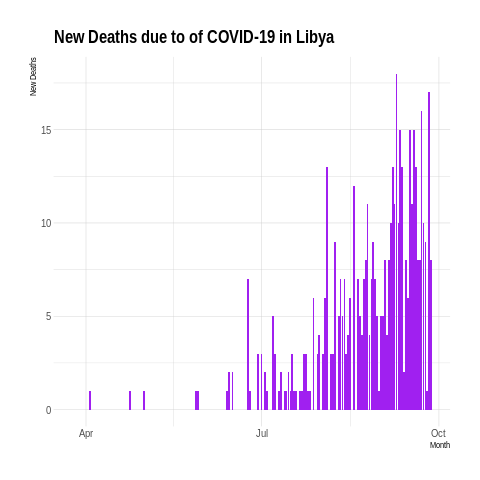 New Deaths due to of COVID-19 in Libya
New Deaths
15
10
5
0
Apr
Jul
Oct
Month